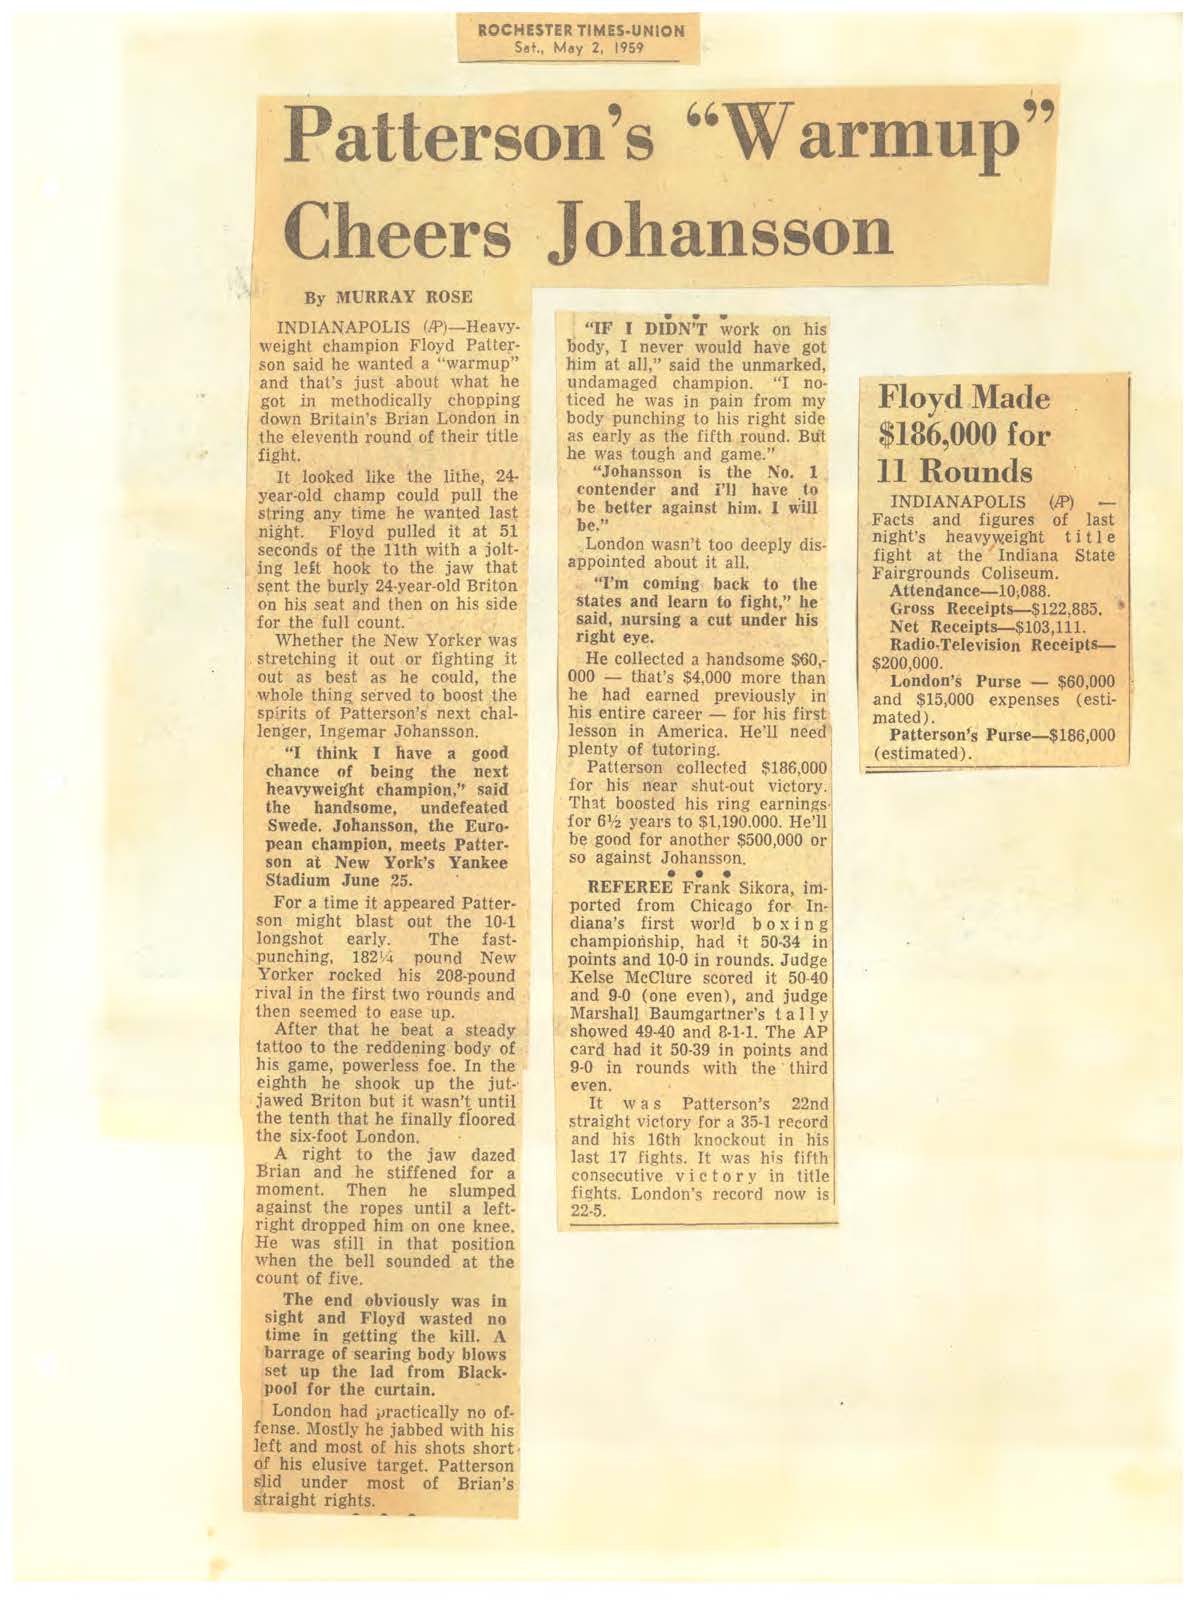 ROCHESTER TIMES-UNION
Sat., May 2, 1959
Patterson's "Warmup"
Cheers Johansson
By MURRAY ROSE
INDIANAPOLIS (AP)—Heavy-
weight champion Floyd Patter-
son said he wanted a "warmup"
and that's just about what he
got in methodically chopping
down Britain's Brian London in
the eleventh round of their title
fight.
It looked like the lithe, 24-
year-old champ could pull the
string any time he wanted last
night. Floyd pulled it at 51
seconds of the 11th with a jolt-
ing left hook to the jaw that
sent the burly 24-year-old Briton
on his seat and then on his side
for the full count.
Whether the New Yorker was
stretching it out or fighting it
out as best as he could, the
whole thing served to boost the
spirits of Patterson's next chal-
lenger, Ingemar Johansson.
"I think I have a good
chance of being the next
heavyweight champion," said
the handsome, undefeated
Swede. Johansson, the Euro-
pean champion, meets Patter-
son at New York's Yankee
Stadium June 25.
For a time it appeared Patter-
son might blast out the 10-1
longshot early. The fast-
punching, 182¼ pound New
Yorker rocked his 208-pound
rival in the first two rounds and
then seemed to ease up.
After that he beat a steady
tattoo to the reddening body of
his game, powerless foe. In the
eighth he shook up the jut-
jawed Briton but it wasn't until
the tenth that he finally floored
the six-foot London.
A right to the jaw dazed
Brian and he stiffened for a
moment. Then he slumped
against the ropes until a left-
right dropped him on one knee.
He was still in that position
when the bell sounded at the
count of five.
The end obviously was in
sight and Floyd wasted no
time in getting the kill. A
barrage of searing body blows
set up the lad from Black-
pool for the curtain.
London had practically no of-
fense. Mostly he jabbed with his
left and most of his shots short
of his elusive target. Patterson
slid under most of Brian's
straight rights.
"IF I DIDN'T work on his
body, I never would have got
him at all," said the unmarked,
undamaged champion. "I no-
ticed he was in pain from my
body punching to his right side
as early as the fifth round. But
he was tough and game."
"Johansson is the No. 1
contender and I'll have to
be better against him. I will
be."
London wasn't too deeply dis-
appointed about it all.
"I'm coming back to the
states and learn to fight," he
said, nursing a cut under his
right eye.
He collected a handsome $60,-
000 — that's $4,000 more than
he had earned previously in
his entire career — for his first
lesson in America. He'll need
plenty of tutoring.
Patterson collected $186,000
for his near shut-out victory.
That boosted his ring earnings
for 6½ years to $1,190.000. He'll
be good for another $500,000 or
so against Johansson.
REFEREE Frank Sikora, im-
ported from Chicago for In-
diana's first world boxing
championship, had it 50-34 in
points and 10-0 in rounds. Judge
Kelse McClure scored it 50-40
and 9-0 (one even), and judge
Marshall Baumgartner's tally
showed 49-40 and 8-1-1. The AP
card had it 50-39 in points and
9-0 in rounds with the third
even.
It was Patterson's 22nd
straight victory for a 35-1 record
and his 16th knockout in his
last 17 fights. It was his fifth
consecutive victory in title
fights. London's record now is
22-5.
Floyd Made
$186,000 for
11 Rounds
INDIANAPOLIS (AP) —
Facts and figures of last
night's heavyweight title
fight at the Indiana State
Fairgrounds Coliseum.
Attendance—10,088.
Gross Receipts—$122,885.
Net Receipts—$103,111.
Radio-Television Receipts—
$200,000.
London's Purse — $60,000
and $15,000 expenses (esti-
mated).
Patterson's Purse—$186,000
(estimated).